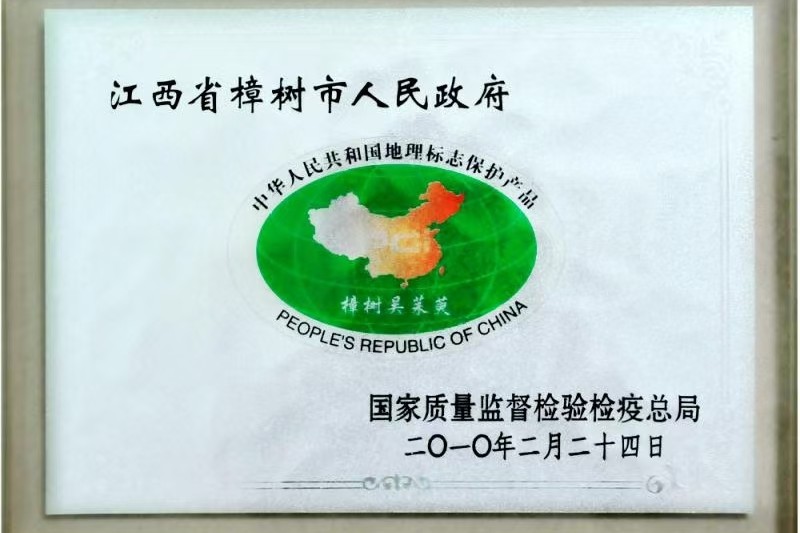 江西省樟树市人民政府
中华人民共和国地理标志保护产品
樟树吴茱萸
PEOPLE'S REPUBLIC OF CHINA
国家质量监督检验检疫总局
二〇一〇年二月二十四日